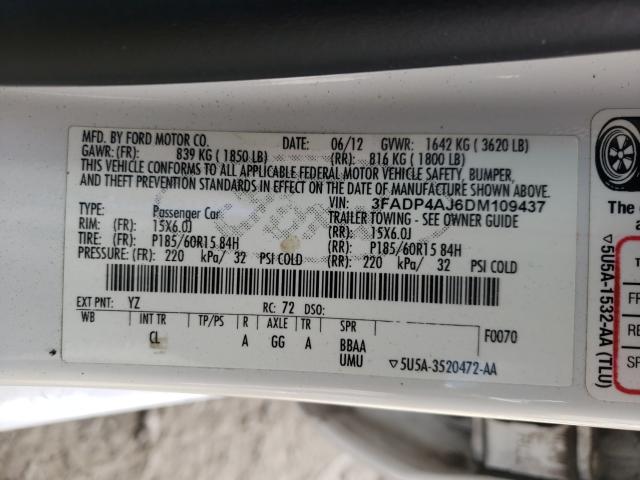 MFD. BY FORD MOTOR CO. DATE: 06/12 GVWR: 1642 KG ( 3620 LB)
GAWR: (FR): 839 KG ( 1850 LB) (RR): 816 KG ( 1800 LB)
THIS VEHICLE CONFORMS TO ALL APPLICABLE FEDERAL MOTOR VEHICLE SAFETY, BUMPER,
AND THEFT PREVENTION STANDARDS IN EFFECT ON THE DATE OF MANUFACTURE SHOWN ABOVE.
VIN: 3FADP4AJ6DM109437
TYPE: Passenger Car TRAILER TOWING - SEE OWNER GUIDE
RIM: (FR): 15X6.0J (RR): 15X6.0J
TIRE: (FR): P185/60R15 84H (RR): P185/60R15 84H
PRESSURE: (FR): 220 kPa/ 32 PSI COLD (RR): 220 kPa/ 32 PSI COLD
EXT PNT: YZ RC: 72 DSO: F0070
WB INT TR TP/PS R AXLE TR SPR
CL A GG A BBAA
UMU ▽5U5A-3520472-AA
▽5U5A-1532-AA (TLU)
The c
a
T
FR
RE
SP